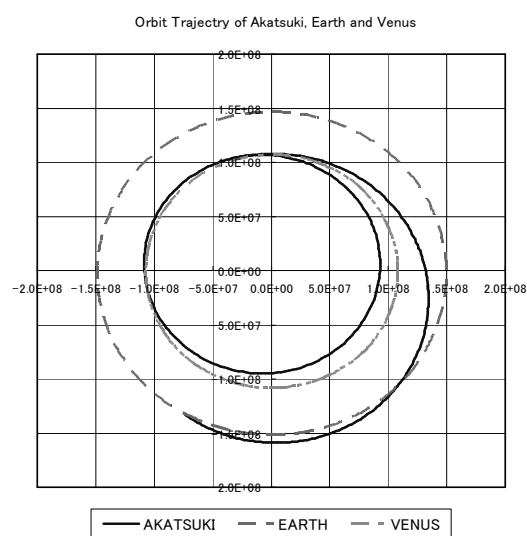 Orbit Trajectry of Akatsuki, Earth and Venus
2.0E+08
1.5E+08
1.0E+08
5.0E+07
0.0E+00
-2.0E+08 -1.5E+08 -1.0E+08 -5.0E+07 0.0E+00 5.0E+07 1.0E+08 1.5E+08 2.0E+08
-5.0E+07
-1.0E+08
-1.5E+08
-2.0E+08
AKATSUKI EARTH VENUS